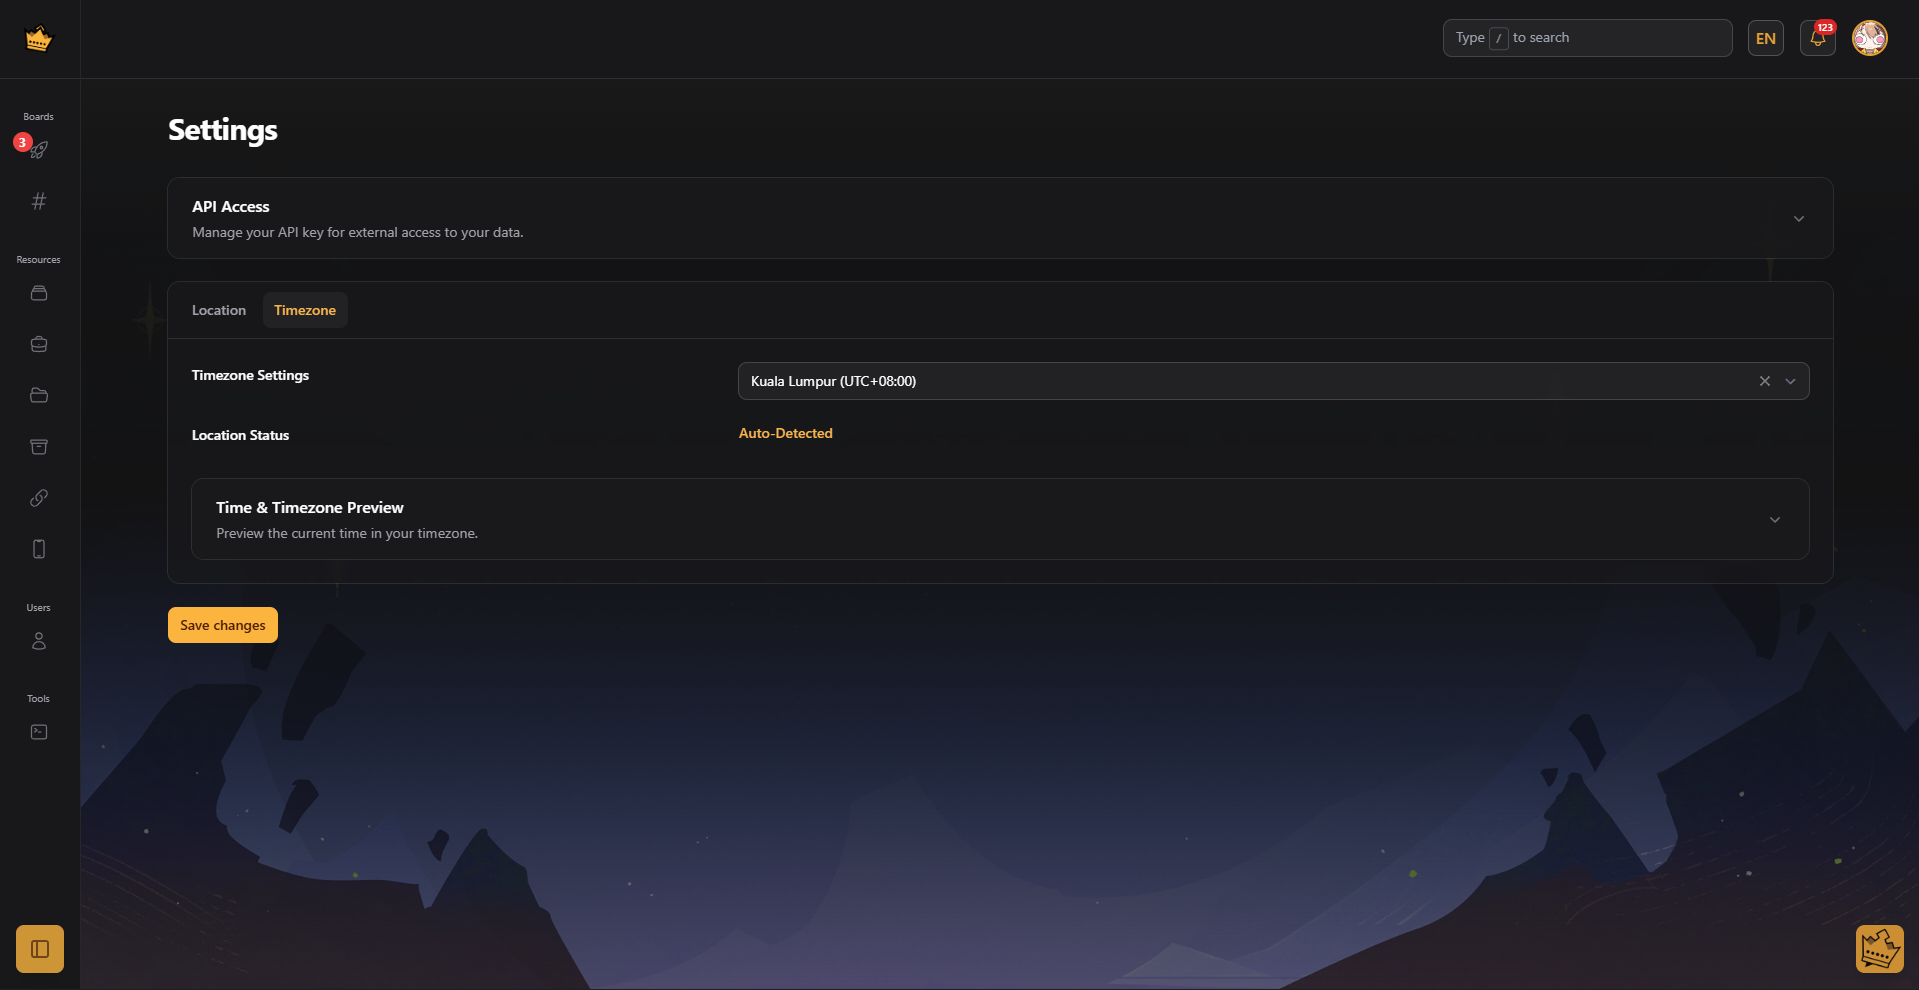 Type / to search
EN
123
Boards
3
Resources
Users
Tools
Settings
API Access
Manage your API key for external access to your data.
Location
Timezone
Timezone Settings
Kuala Lumpur (UTC+08:00)
Location Status
Auto-Detected
Time & Timezone Preview
Preview the current time in your timezone.
Save changes